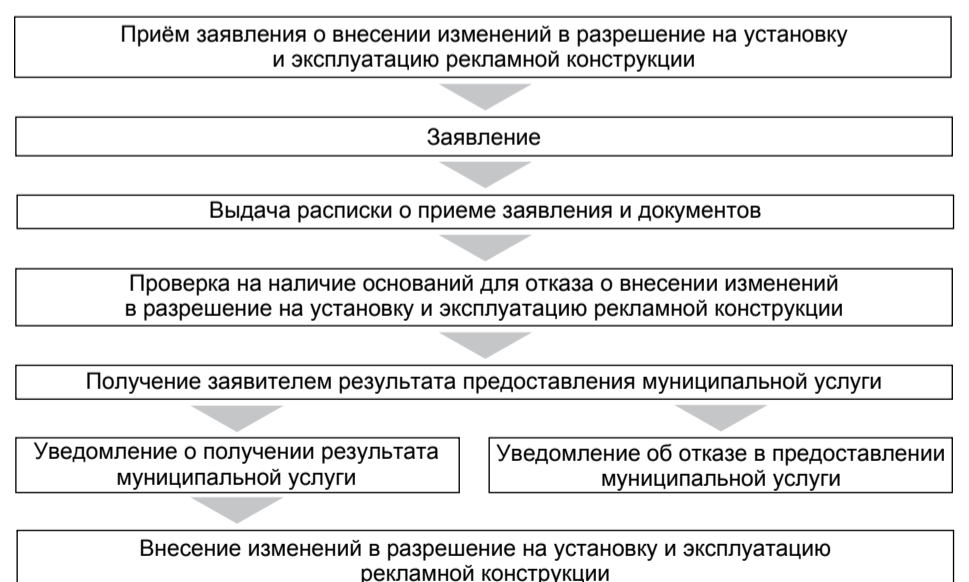 Приём заявления о внесении изменений в разрешение на установку
и эксплуатацию рекламной конструкции
Заявление
Выдача расписки о приеме заявления и документов
Проверка на наличие оснований для отказа о внесении изменений
в разрешение на установку и эксплуатацию рекламной конструкции
Получение заявителем результата предоставления муниципальной услуги
Уведомление о получении результата
муниципальной услуги
Уведомление об отказе в предоставлении
муниципальной услуги
Внесение изменений в разрешение на установку и эксплуатацию
рекламной конструкции